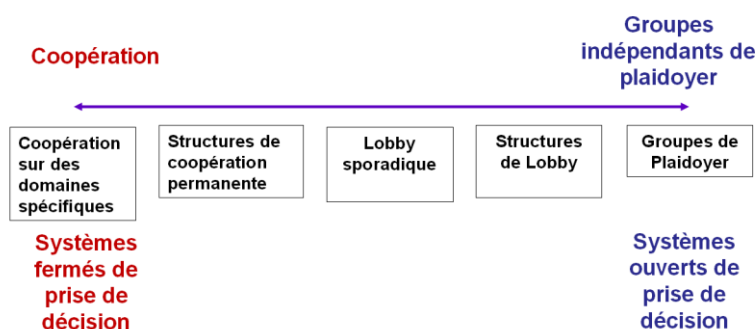 Coopération
Groupes
indépendants de
plaidoyer
Coopération
sur des
domaines
spécifiques
Structures de
coopération
permanente
Lobby
sporadique
Structures
de Lobby
Groupes de
Plaidoyer
Systèmes
fermés de
prise de
décision
Systèmes
ouverts de
prise de
décision